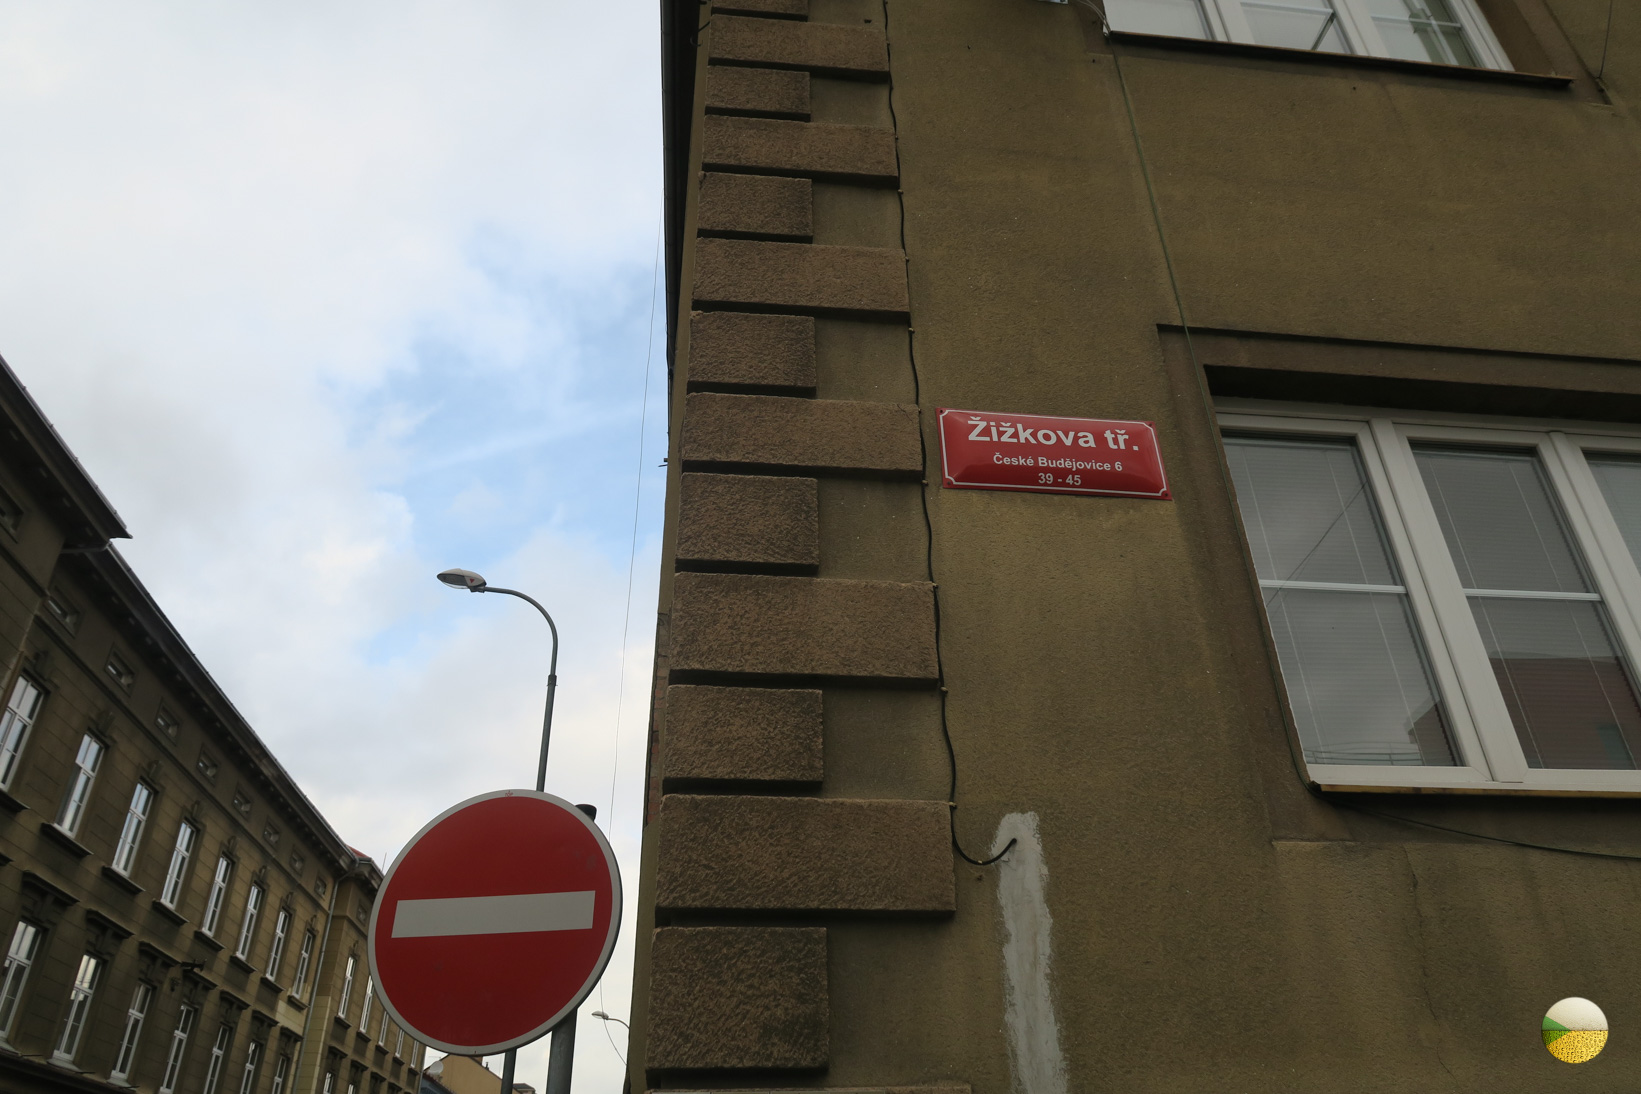 Žižkova tř.
České Budějovice 6
39 - 45